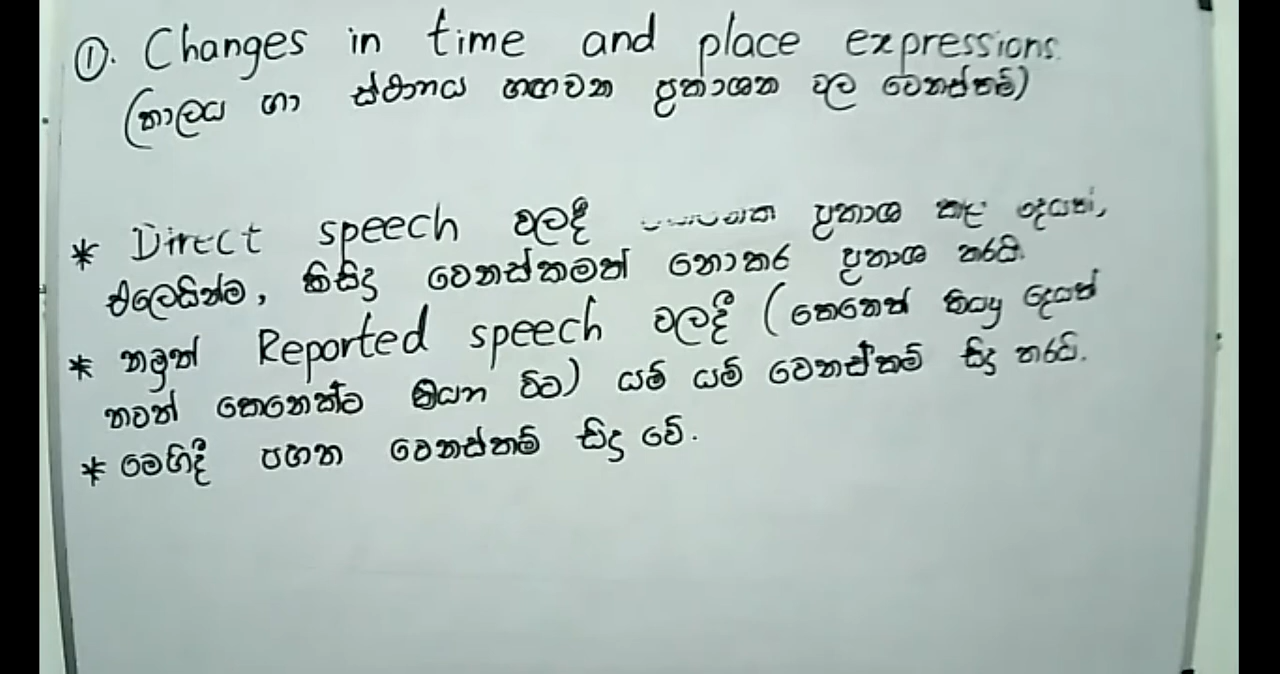 ①. Changes in time and place expressions.
(කාලය හා ස්ථානය හඟවන ප්‍රකාශන වල වෙනස්කම්)
* Direct speech වලදී ප්‍රකාශ කළ දෙයක්,
එලෙසින්ම, කිසිදු වෙනස්කමක් නොකර ප්‍රකාශ කරයි.
* නමුත් Reported speech වලදී (කෙනෙක් කියපු දෙයක්
තවත් කෙනෙක්ට කියන විට) යම් යම් වෙනස්කම් සිදු කරයි.
* මෙහිදී පහත වෙනස්කම් සිදු වේ.